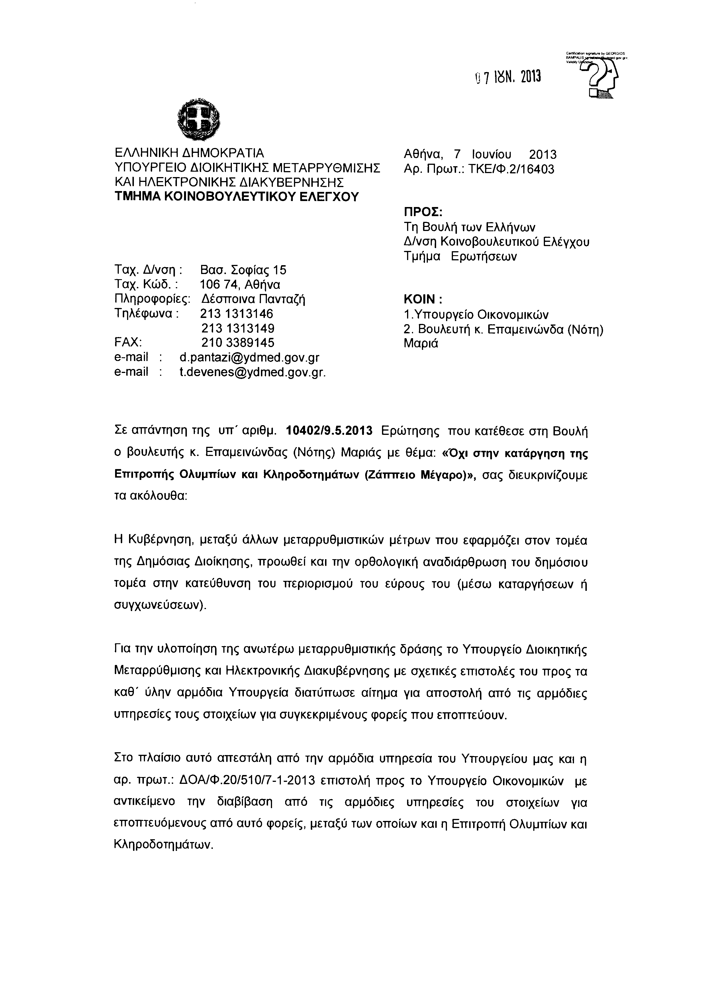 Certification signature by GEORGIOS
BAMPALIS
Validity Unknown
07 ΙΟΥΝ. 2013
ΕΛΛΗΝΙΚΗ ΔΗΜΟΚΡΑΤΙΑ
ΥΠΟΥΡΓΕΙΟ ΔΙΟΙΚΗΤΙΚΗΣ ΜΕΤΑΡΡΥΘΜΙΣΗΣ
ΚΑΙ ΗΛΕΚΤΡΟΝΙΚΗΣ ΔΙΑΚΥΒΕΡΝΗΣΗΣ
ΤΜΗΜΑ ΚΟΙΝΟΒΟΥΛΕΥΤΙΚΟΥ ΕΛΕΓΧΟΥ
Ταχ. Δ/νση : Βασ. Σοφίας 15
Ταχ. Κώδ. : 106 74, Αθήνα
Πληροφορίες: Δέσποινα Πανταζή
Τηλέφωνα : 213 1313146
213 1313149
FAX: 210 3389145
e-mail : d.pantazi@ydmed.gov.gr
e-mail : t.devenes@ydmed.gov.gr.
Αθήνα, 7 Ιουνίου 2013
Αρ. Πρωτ.: ΤΚΕ/Φ.2/16403
ΠΡΟΣ:
Τη Βουλή των Ελλήνων
Δ/νση Κοινοβουλευτικού Ελέγχου
Τμήμα Ερωτήσεων
ΚΟΙΝ :
1.Υπουργείο Οικονομικών
2. Βουλευτή κ. Επαμεινώνδα (Νότη)
Μαριά
Σε απάντηση της υπ΄ αριθμ. 10402/9.5.2013 Ερώτησης που κατέθεσε στη Βουλή
ο βουλευτής κ. Επαμεινώνδας (Νότης) Μαριάς με θέμα: «Όχι στην κατάργηση της
Επιτροπής Ολυμπίων και Κληροδοτημάτων (Ζάππειο Μέγαρο)», σας διευκρινίζουμε
τα ακόλουθα:
Η Κυβέρνηση, μεταξύ άλλων μεταρρυθμιστικών μέτρων που εφαρμόζει στον τομέα
της Δημόσιας Διοίκησης, προωθεί και την ορθολογική αναδιάρθρωση του δημόσιου
τομέα στην κατεύθυνση του περιορισμού του εύρους του (μέσω καταργήσεων ή
συγχωνεύσεων).
Για την υλοποίηση της ανωτέρω μεταρρυθμιστικής δράσης το Υπουργείο Διοικητικής
Μεταρρύθμισης και Ηλεκτρονικής Διακυβέρνησης με σχετικές επιστολές του προς τα
καθ΄ ύλην αρμόδια Υπουργεία διατύπωσε αίτημα για αποστολή από τις αρμόδιες
υπηρεσίες τους στοιχείων για συγκεκριμένους φορείς που εποπτεύουν.
Στο πλαίσιο αυτό απεστάλη από την αρμόδια υπηρεσία του Υπουργείου μας και η
αρ. πρωτ.: ΔΟΑ/Φ.20/510/7-1-2013 επιστολή προς το Υπουργείο Οικονομικών με
αντικείμενο την διαβίβαση από τις αρμόδιες υπηρεσίες του στοιχείων για
εποπτευόμενους από αυτό φορείς, μεταξύ των οποίων και η Επιτροπή Ολυμπίων και
Κληροδοτημάτων.